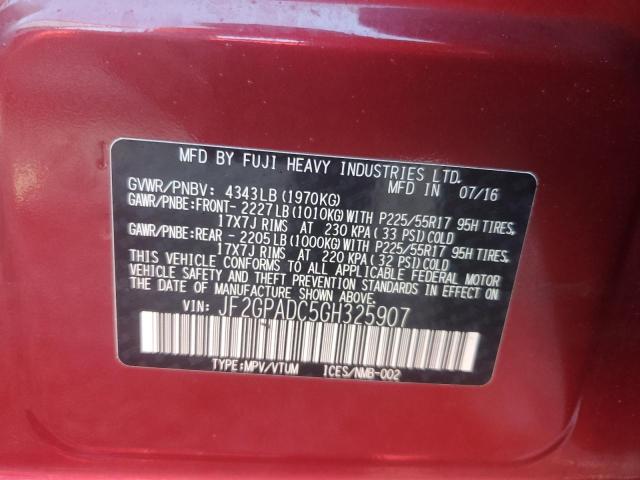 MFD BY FUJI HEAVY INDUSTRIES LTD.
MFD IN 07/16
GVWR/PNBV: 4343LB(1970KG)
GAWR/PNBE:FRONT- 2227LB(1010KG)WITH P225/55R17 95H TIRES,
17X7J RIMS AT 230 KPA(33 PSI)COLD
GAWR/PNBE:REAR - 2205LB(1000KG)WITH P225/55R17 95H TIRES,
17X7J RIMS AT 220 KPA(32 PSI)COLD
THIS VEHICLE CONFORMS TO ALL APPLICABLE FEDERAL MOTOR
VEHICLE SAFETY AND THEFT PREVENTION STANDARDS IN EFFECT ON
THE DATE OF MANUFACTURE SHOWN ABOVE.
VIN: JF2GPADC5GH325907
TYPE:MPV/VTUM ICES/NMB-002